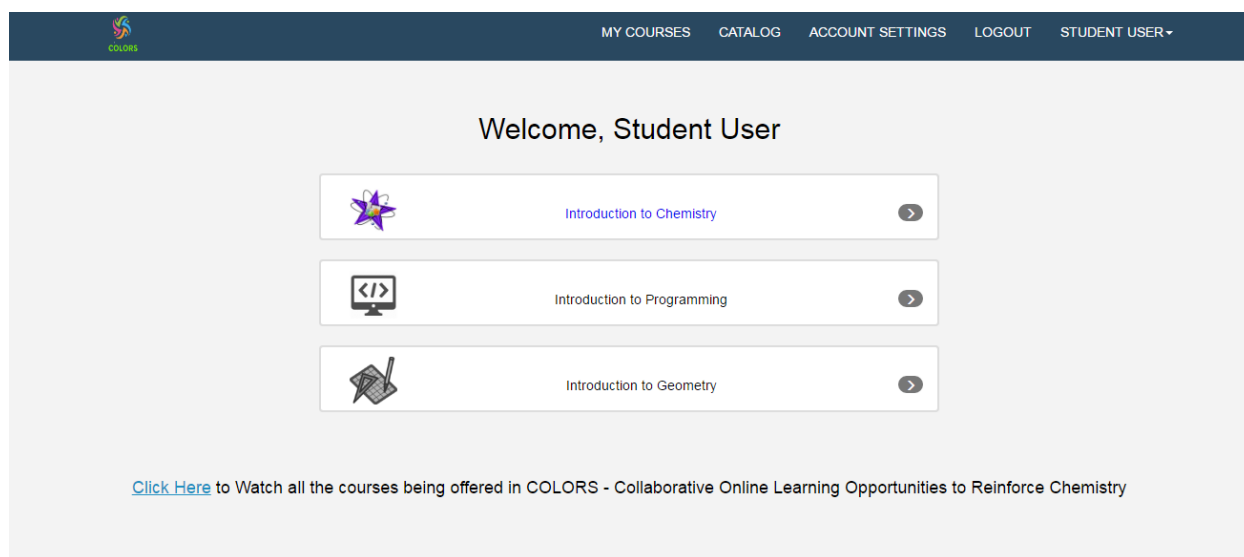 COLORS
MY COURSES CATALOG ACCOUNT SETTINGS LOGOUT STUDENT USER
Welcome, Student User
Introduction to Chemistry
</>
Introduction to Programming
Introduction to Geometry
Click Here to Watch all the courses being offered in COLORS - Collaborative Online Learning Opportunities to Reinforce Chemistry